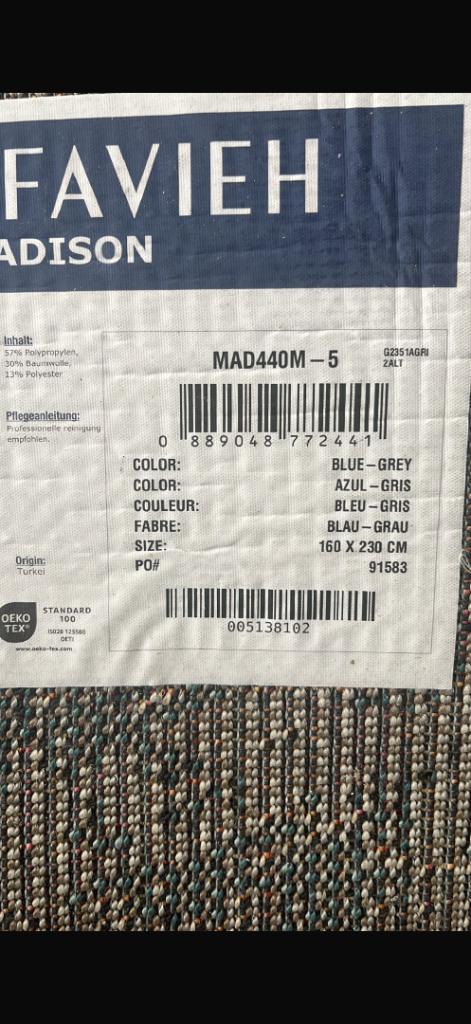 FAVIEH
ADISON
Inhalt:
57% Polypropylen,
30% Baumwolle,
13% Polyester
Pflegeanleitung:
Professionelle reinigung
empfohlen.
Origin:
Turkei
OEKO
TEX®
STANDARD
100
OETI
www.oeko-tex.com
MAD440M-5
G2351AGRI
2ALT
0 889048 772441
COLOR: BLUE-GREY
COLOR: AZUL-GRIS
COULEUR: BLEU-GRIS
FABRE: BLAU-GRAU
SIZE: 160 X 230 CM
PO# 91583
005138102